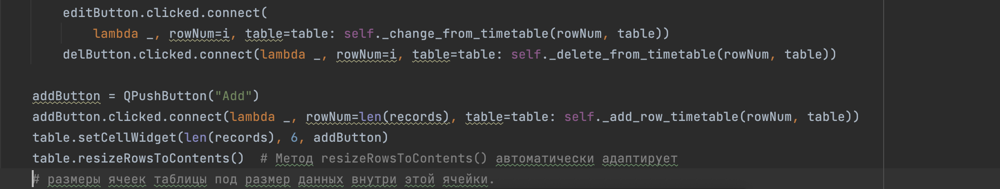 editButton.clicked.connect(
lambda _, rowNum=i, table=table: self._change_from_timetable(rowNum, table))
delButton.clicked.connect(lambda _, rowNum=i, table=table: self._delete_from_timetable(rowNum, table))
addButton = QPushButton("Add")
addButton.clicked.connect(lambda _, rowNum=len(records), table=table: self._add_row_timetable(rowNum, table))
table.setCellWidget(len(records), 6, addButton)
table.resizeRowsToContents()  # Метод resizeRowsToContents() автоматически адаптирует
# размеры ячеек таблицы под размер данных внутри этой ячейки.